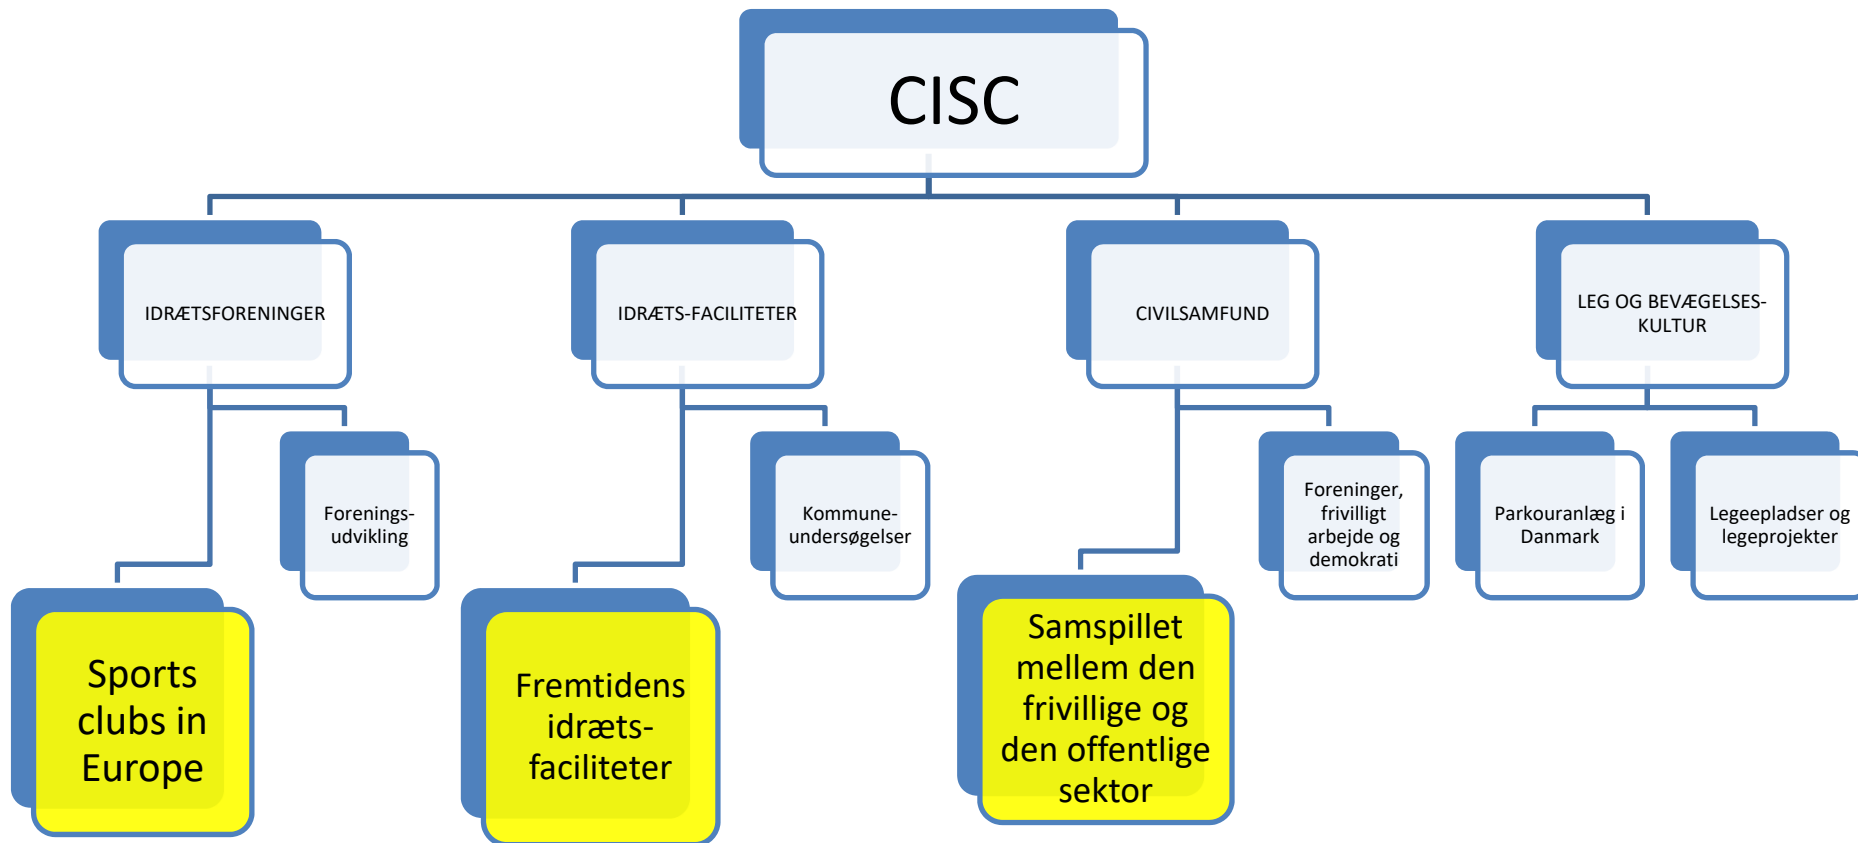 CISC
IDRÆTSFORENINGER
IDRÆTS-FACILITETER
CIVILSAMFUND
LEG OG BEVÆGELSES-
KULTUR
Forenings-
udvikling
Kommune-
undersøgelser
Foreninger,
frivilligt
arbejde og
demokrati
Parkouranlæg i
Danmark
Legeepladser og
legeprojekter
Sports
clubs in
Europe
Fremtidens
idræts-
faciliteter
Samspillet
mellem den
frivillige og
den offentlige
sektor